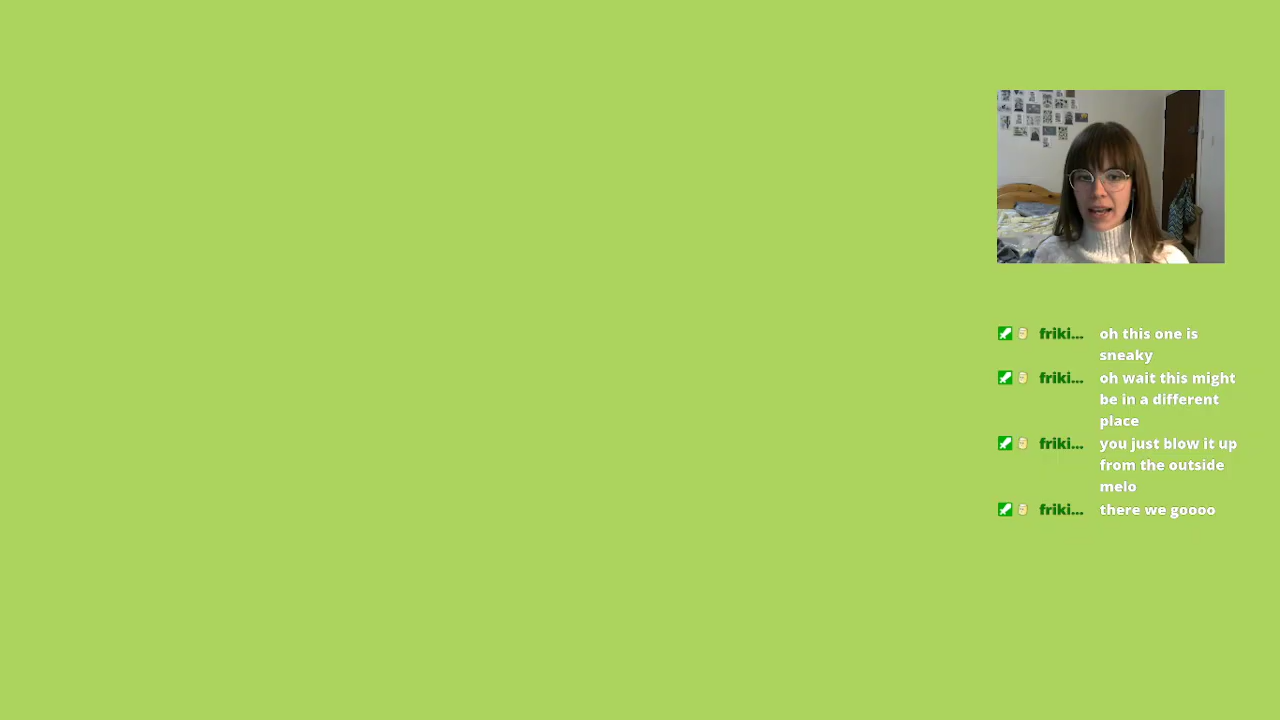 friki... oh this one is
sneaky
friki... oh wait this might
be in a different
place
friki... you just blow it up
from the outside
melo
friki... there we goooo